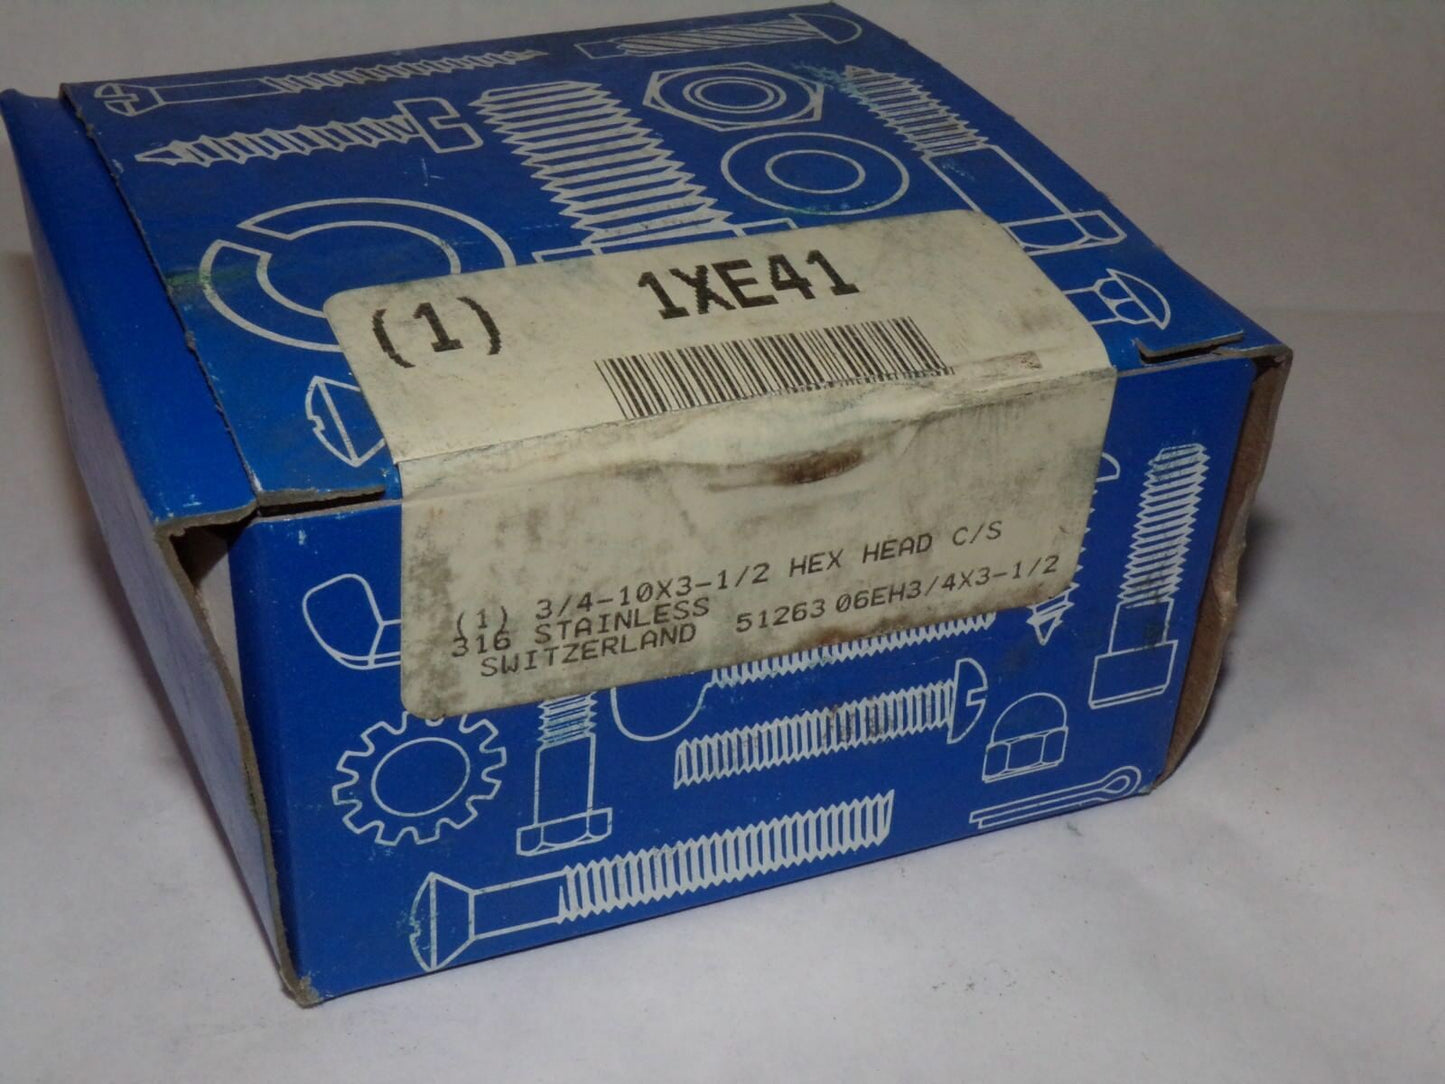 (1) 1XE41
(1) 3/4-10X3-1/2 HEX HEAD C/S
316 STAINLESS
SWITZERLAND 51263 06EH3/4X3-1/2